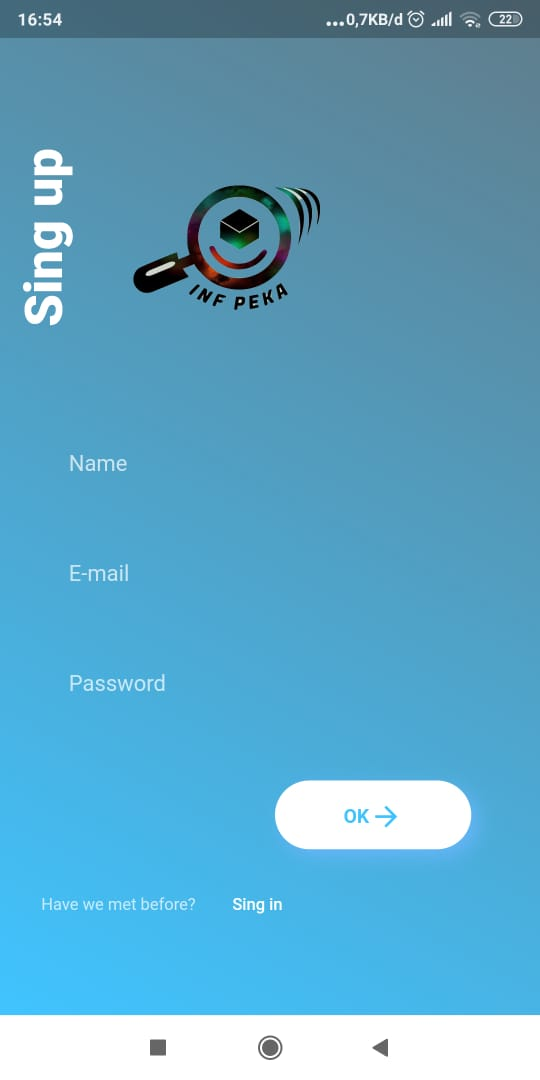 16:54
...0,7KB/d
22
Sing up
INF PEKA
Name
E-mail
Password
OK
Have we met before? Sing in